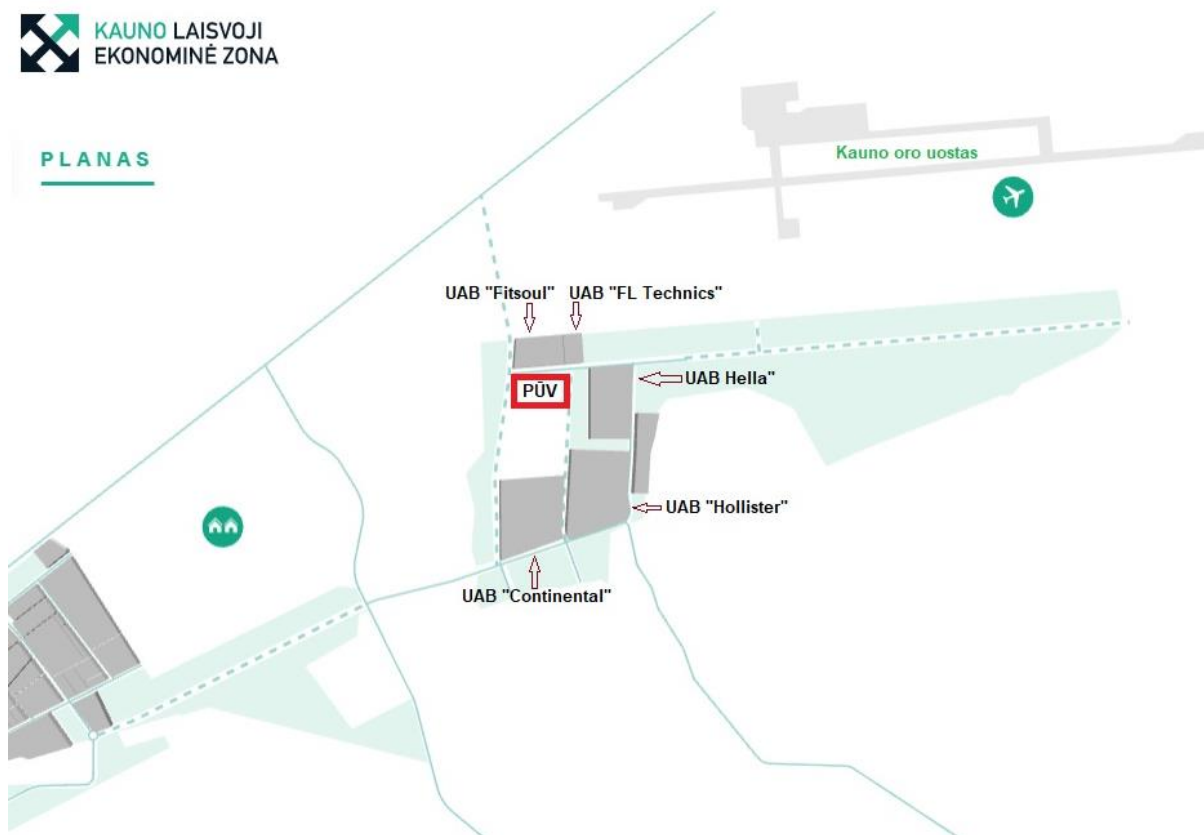 KAUNO LAISVOJI
EKONOMINĖ ZONA
PLANAS
Kauno oro uostas
UAB "Fitsoul"
UAB "FL Technics"
UAB Hella"
PŪV
UAB "Hollister"
UAB "Continental"